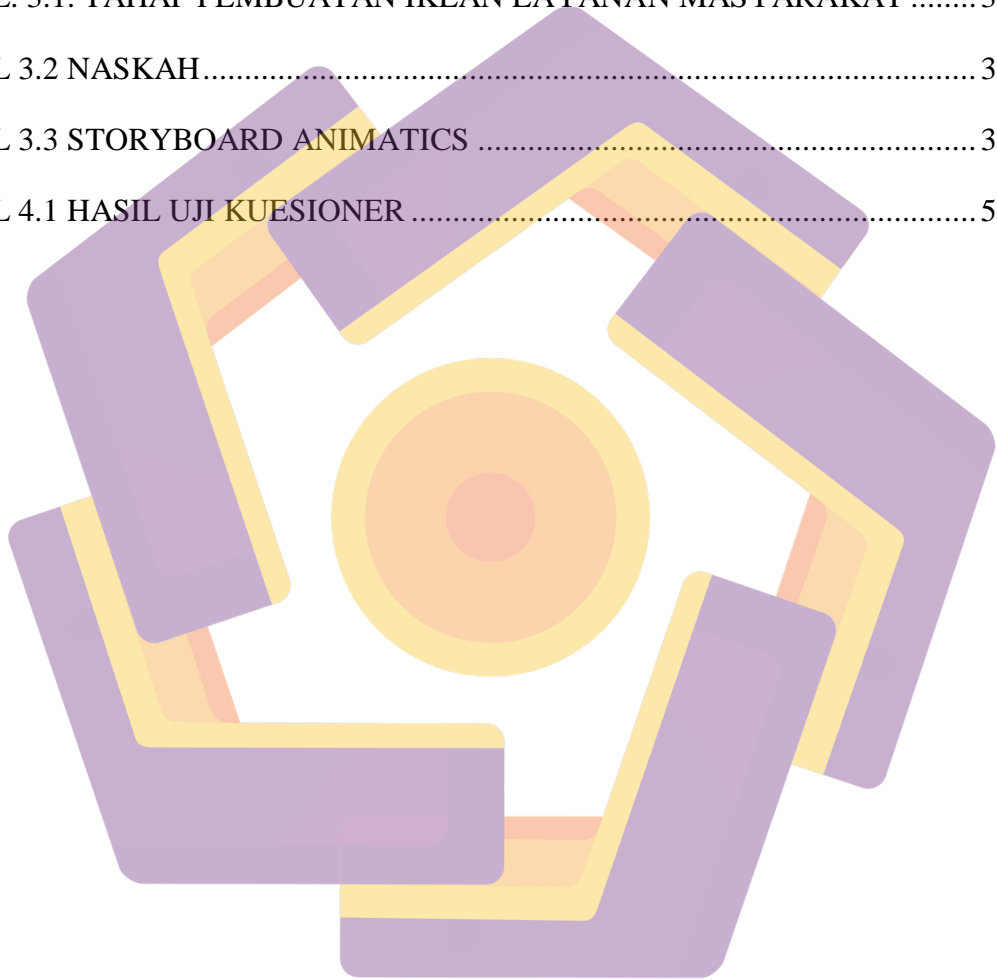 L. 3.1. TAHAP PEMBUATAN IKLAN LAYANAN MASYARAKAT ........ 3
L 3.2 NASKAH.................................................................................................. 3
L 3.3 STORYBOARD ANIMATICS ............................................................... 3
L 4.1 HASIL UJI KUESIONER ........................................................................ 5